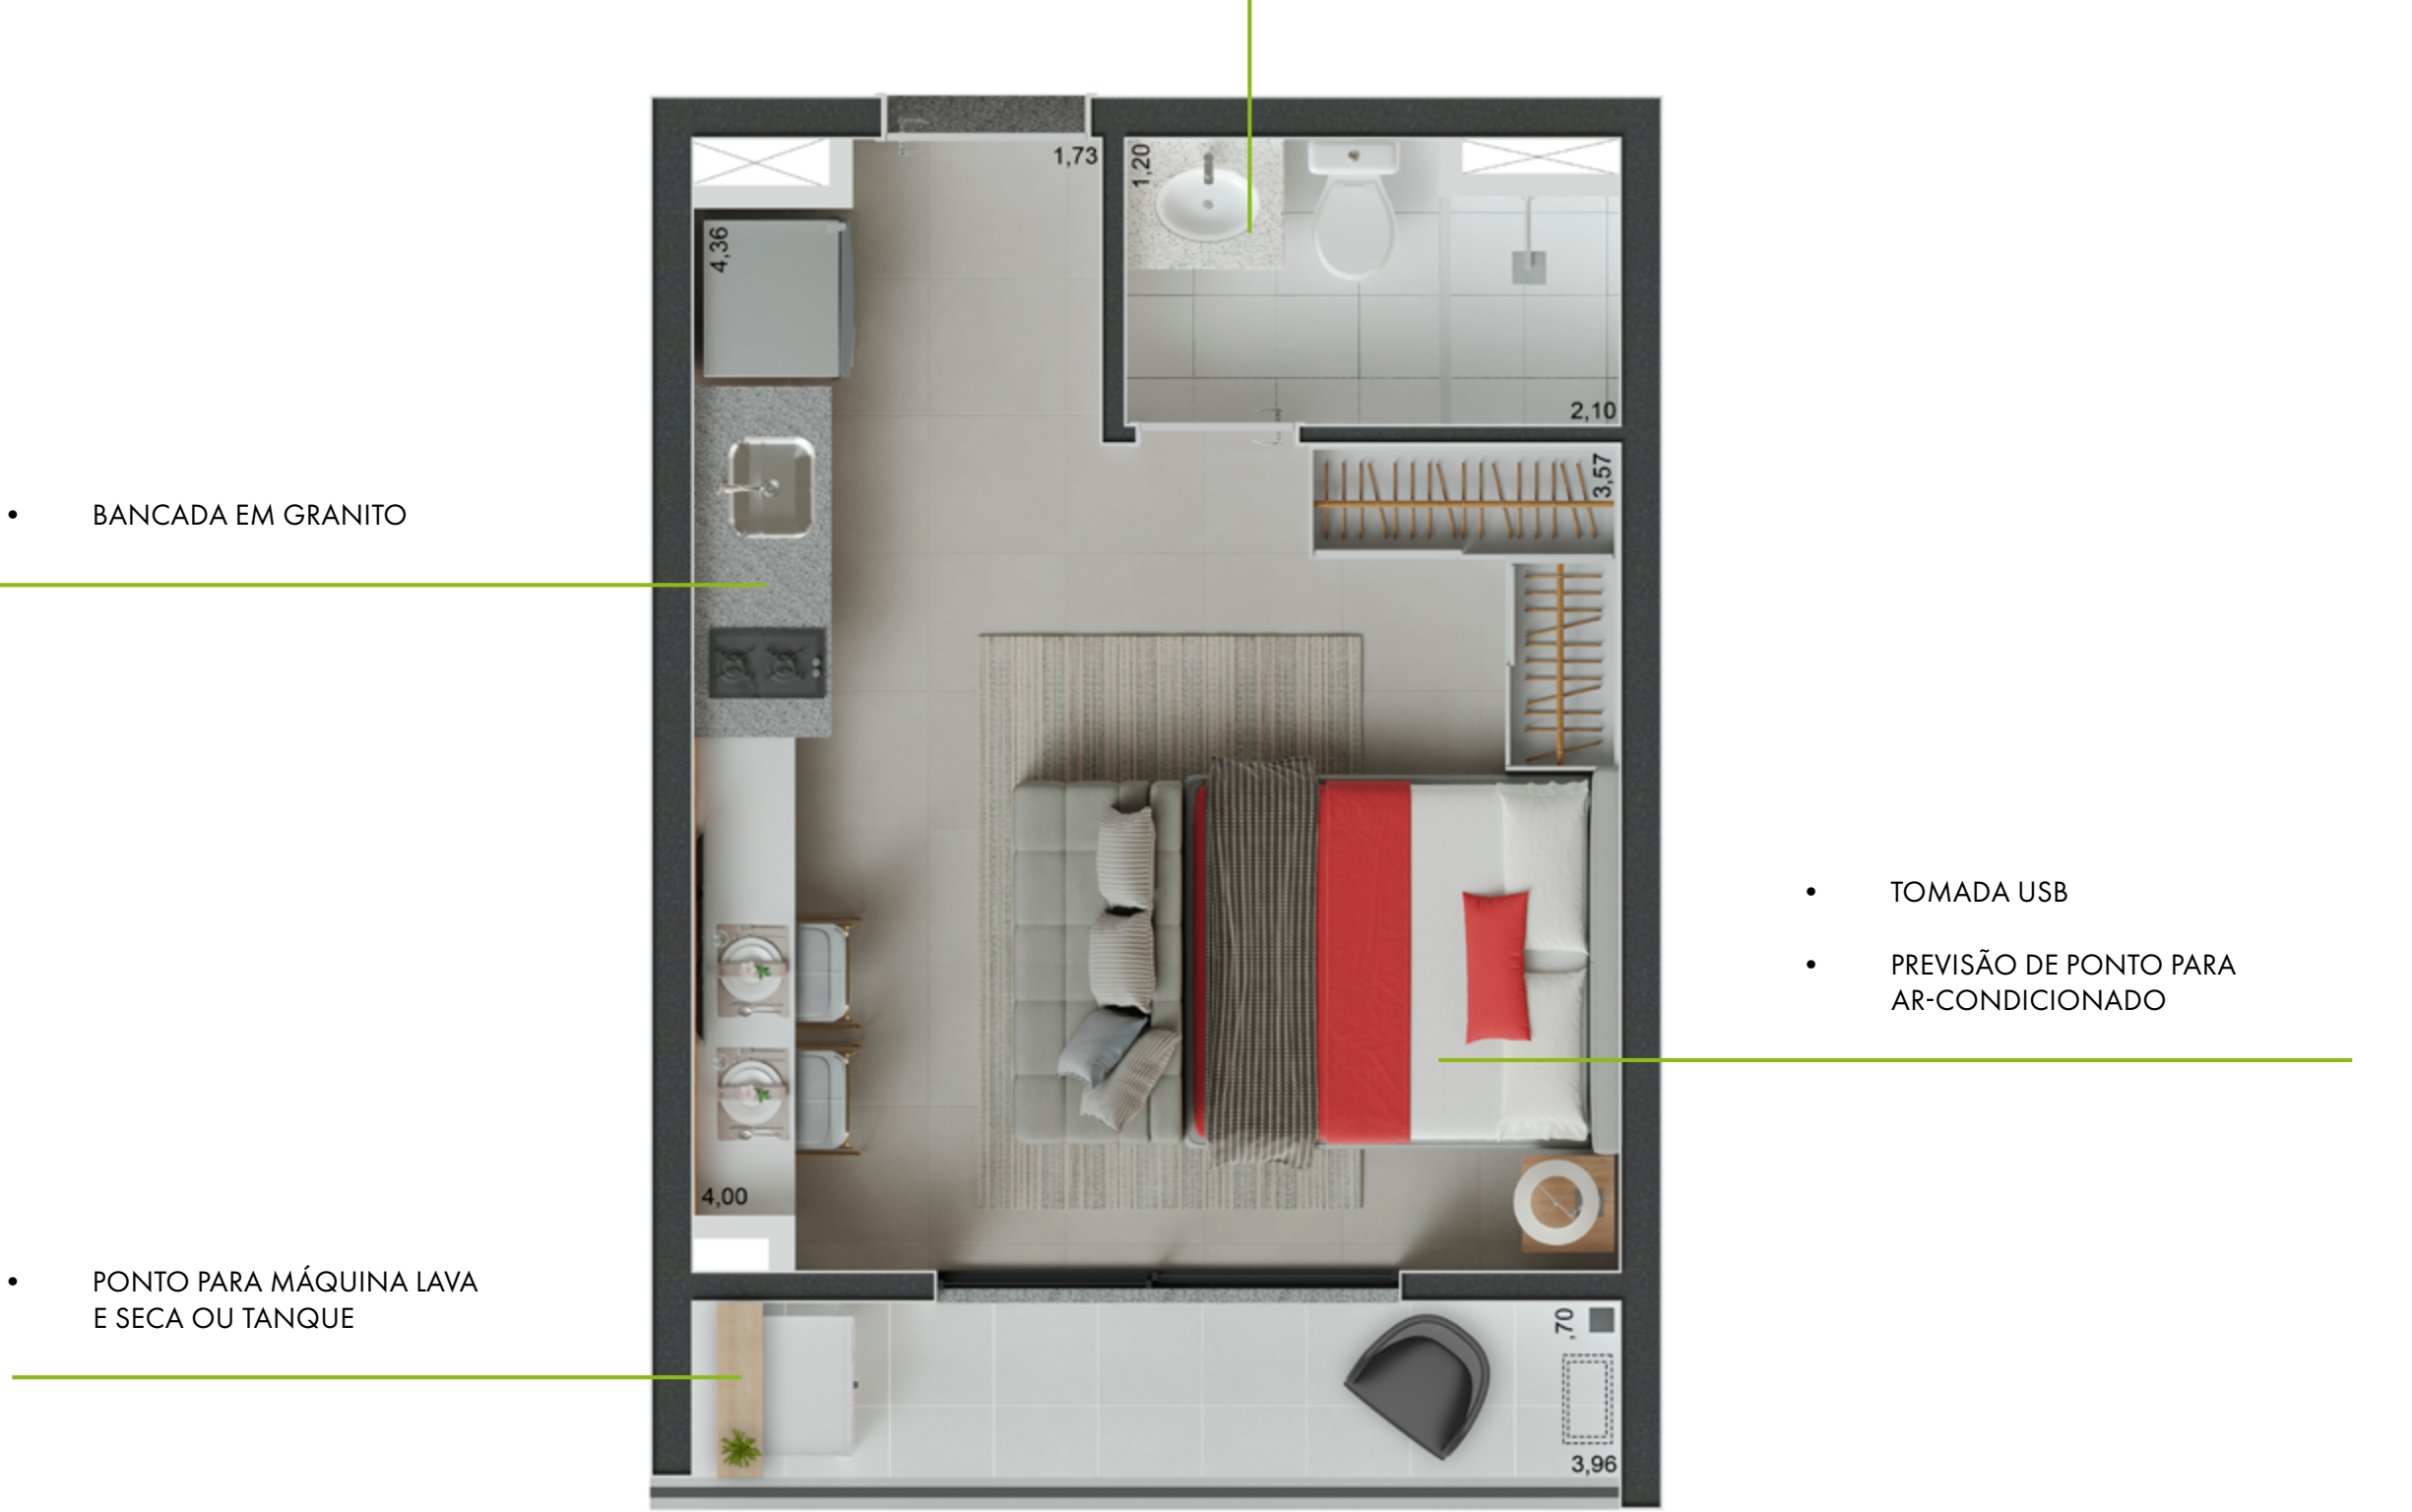 1,73
1,20
4,36
2,10
3,57
• BANCADA EM GRANITO
• TOMADA USB
• PREVISÃO DE PONTO PARA
AR-CONDICIONADO
4,00
• PONTO PARA MÁQUINA LAVA
E SECA OU TANQUE
,70
3,96